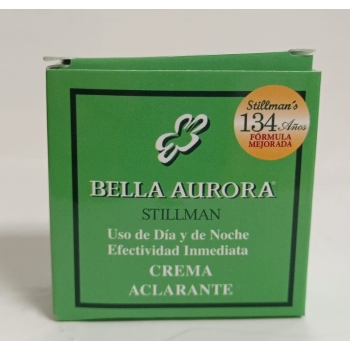 Stillman's
134 Años
FÓRMULA
MEJORADA
BELLA AURORA®
STILLMAN
Uso de Día y de Noche
Efectividad Inmediata
CREMA
ACLARANTE